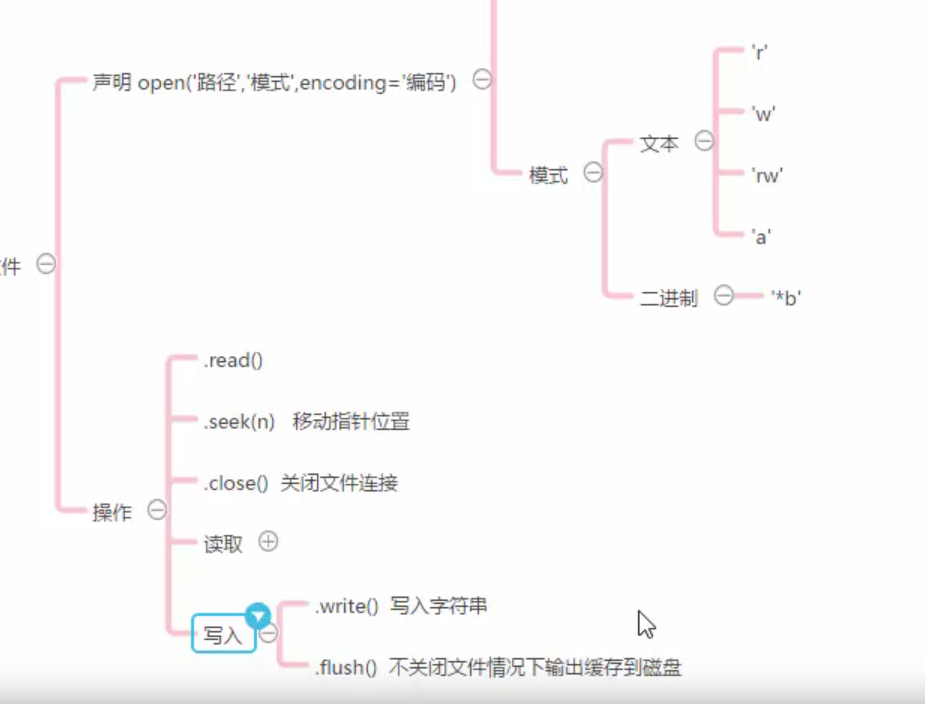 声明 open('路径','模式',encoding='编码')
模式
文本
'r'
'w'
'rw'
'a'
二进制
'*b'
件
操作
.read()
.seek(n) 移动指针位置
.close() 关闭文件连接
读取
写入
.write() 写入字符串
.flush() 不关闭文件情况下输出缓存到磁盘